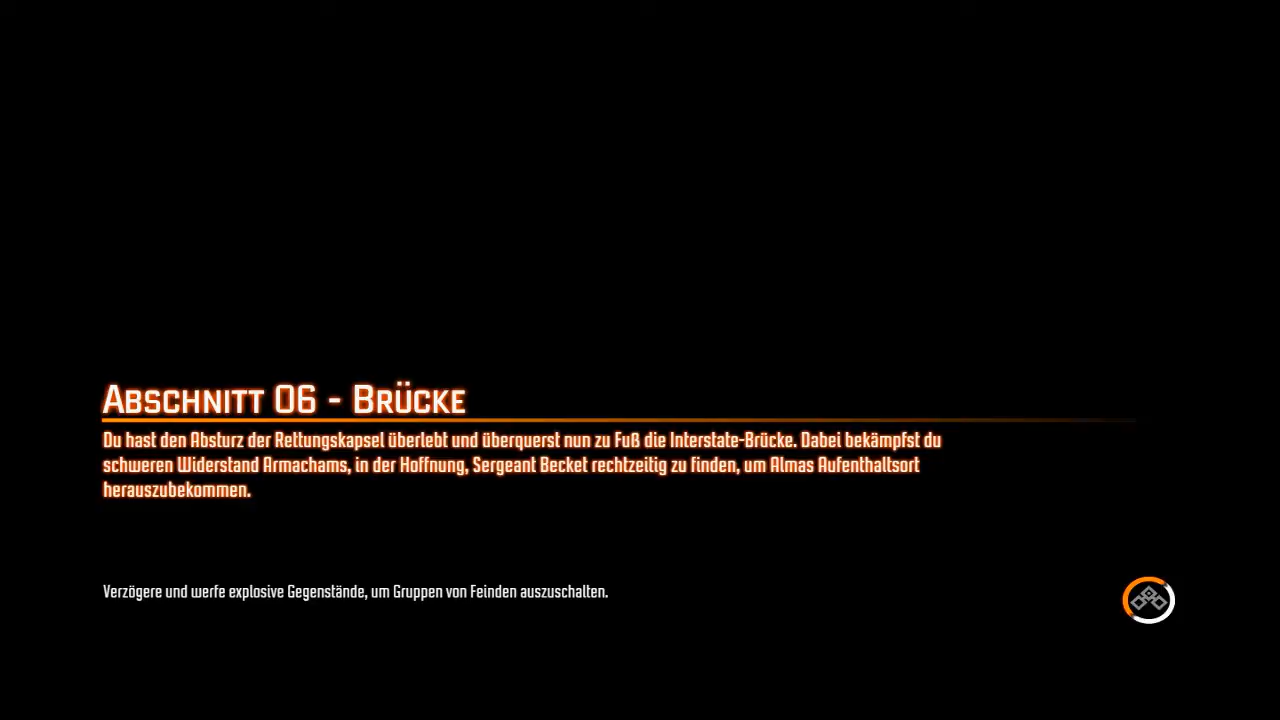 Abschnitt 06 - Brücke
Du hast den Absturz der Rettungskapsel überlebt und überquerst nun zu Fuß die Interstate-Brücke. Dabei bekämpfst du
schweren Widerstand Armachams, in der Hoffnung, Sergeant Becket rechtzeitig zu finden, um Almas Aufenthaltsort
herauszubekommen.
Verzögere und werfe explosive Gegenstände, um Gruppen von Feinden auszuschalten.